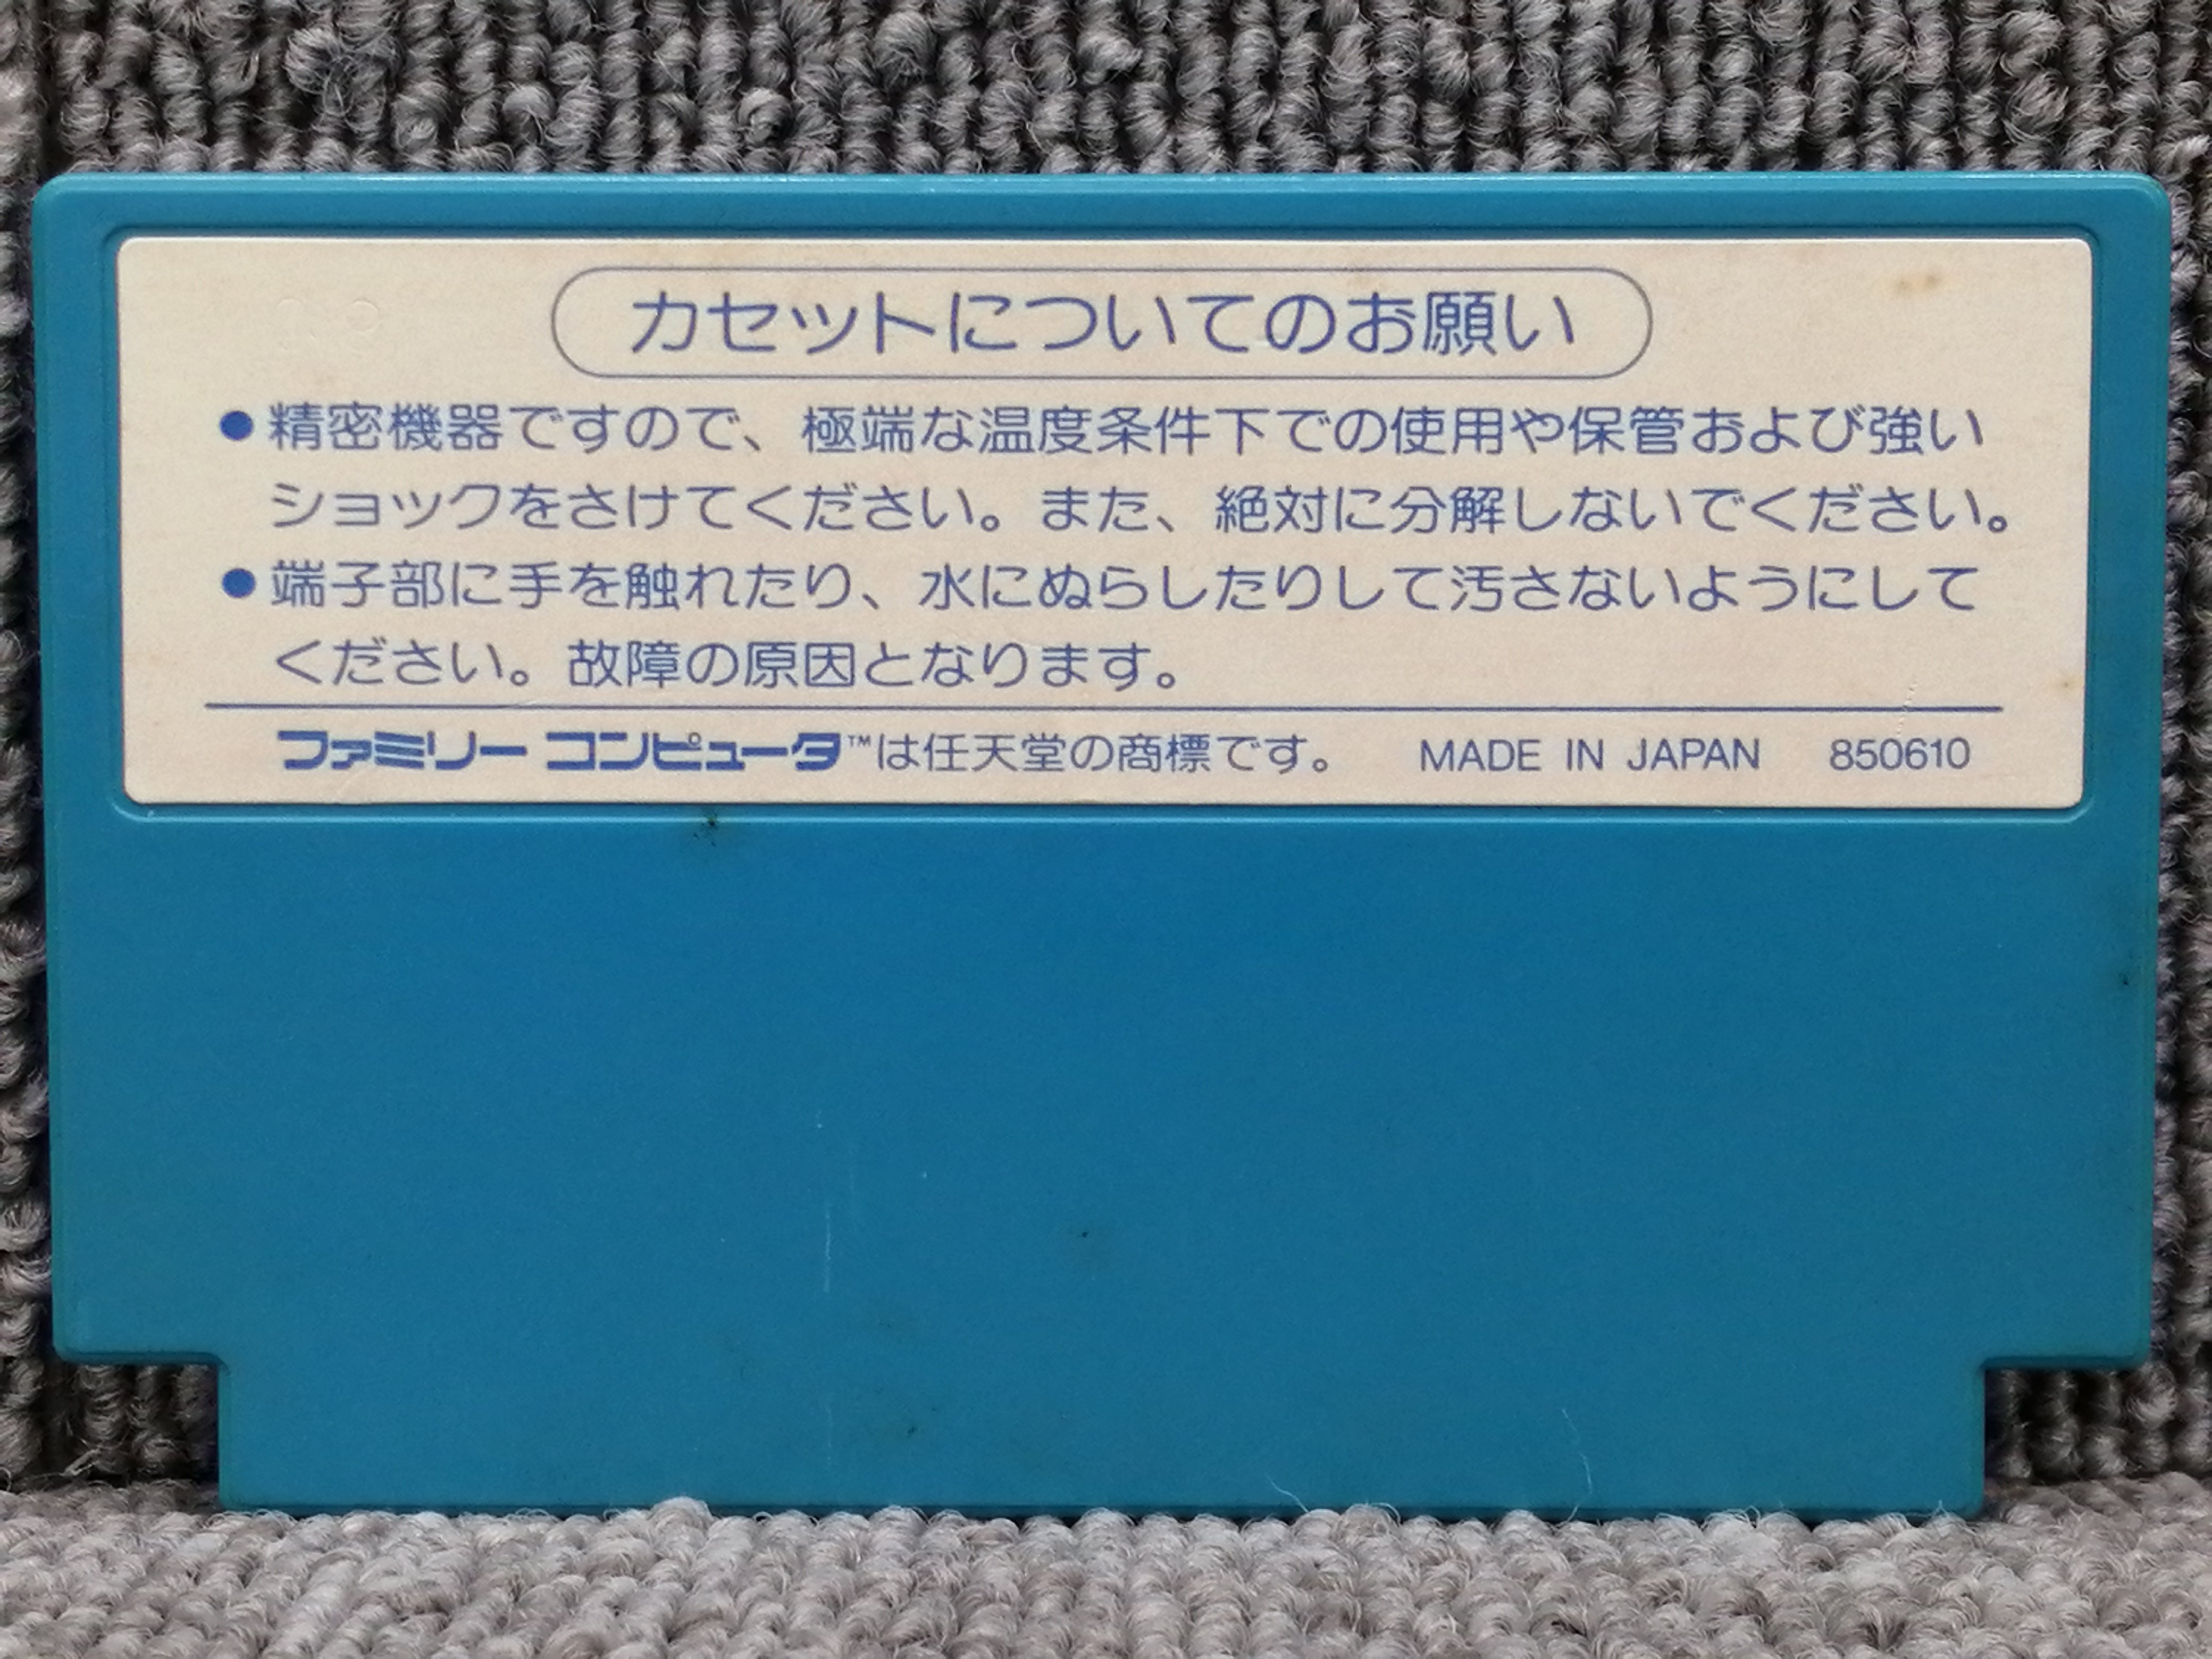 カセットについてのお願い
●精密機器ですので、極端な温度条件下での使用や保管および強い
ショックをさけてください。また、絶対に分解しないでください。
●端子部に手を触れたり、水にぬらしたりして汚さないようにして
ください。故障の原因となります。
ファミリー コンピュータ™は任天堂の商標です。 MADE IN JAPAN 850610